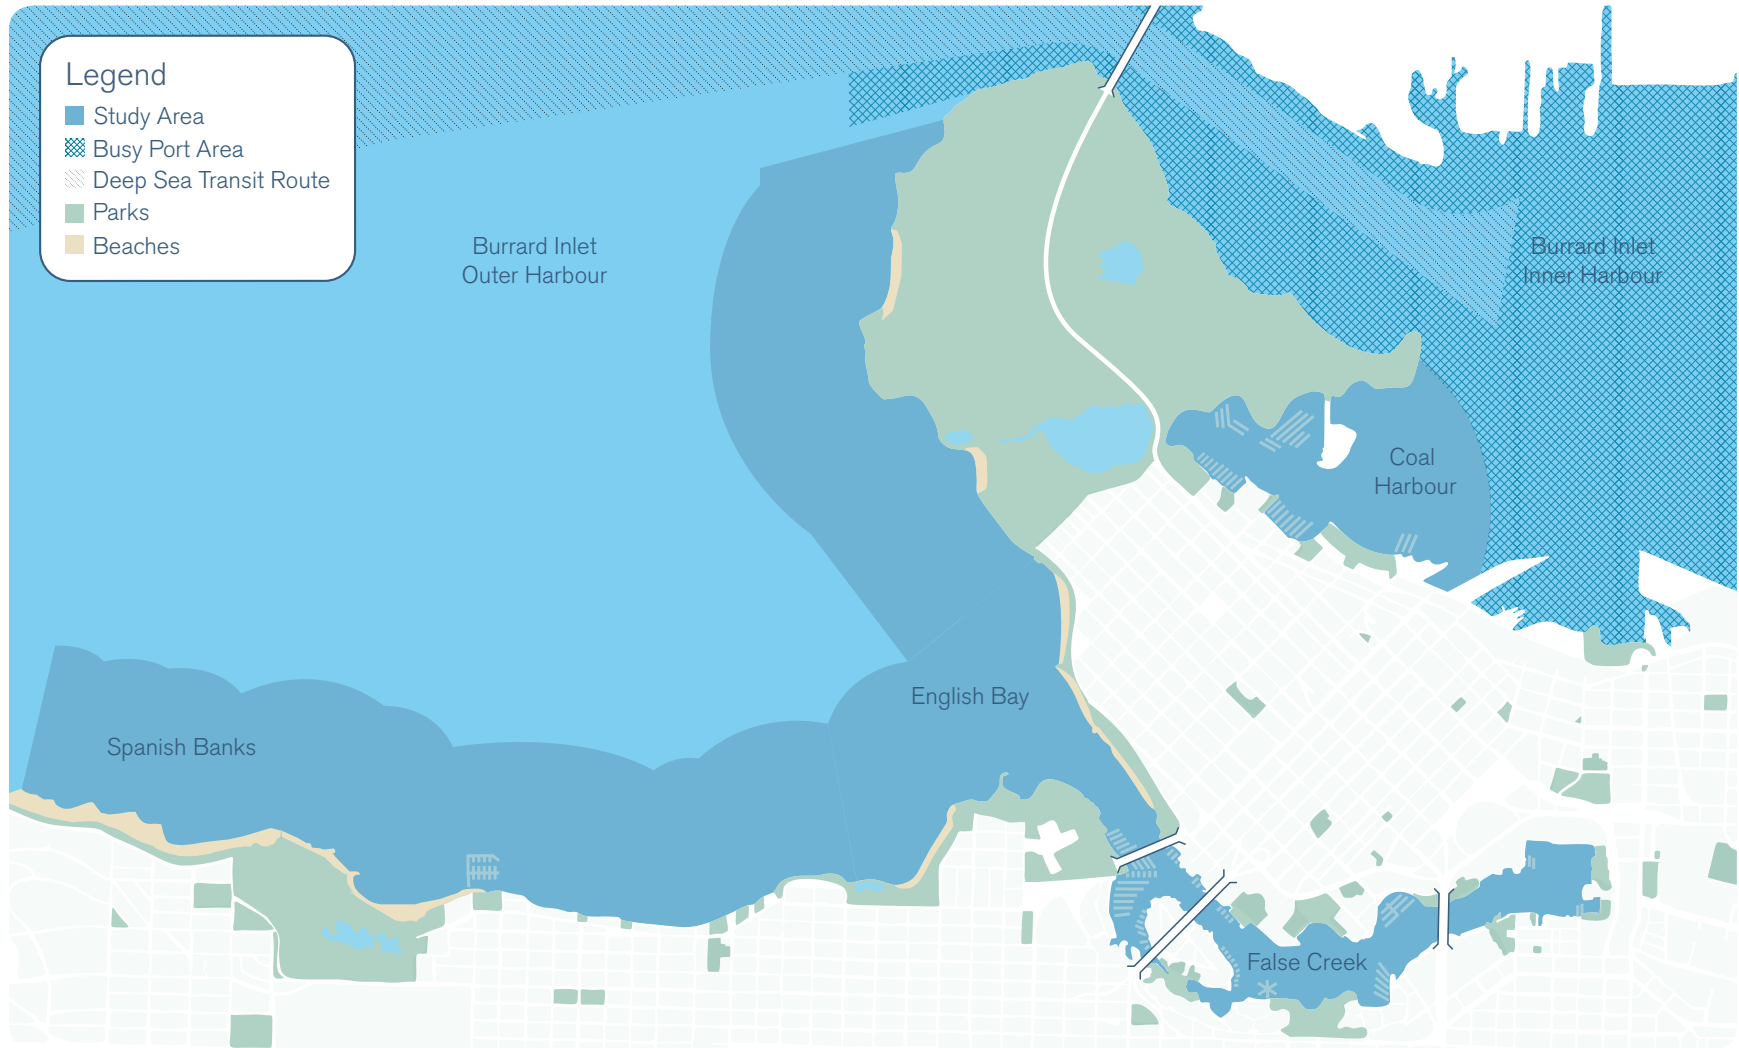 Legend
Study Area
Busy Port Area
Deep Sea Transit Route
Parks
Beaches
Burrard Inlet
Outer Harbour
Burrard Inlet
Inner Harbour
Coal
Harbour
English Bay
Spanish Banks
False Creek